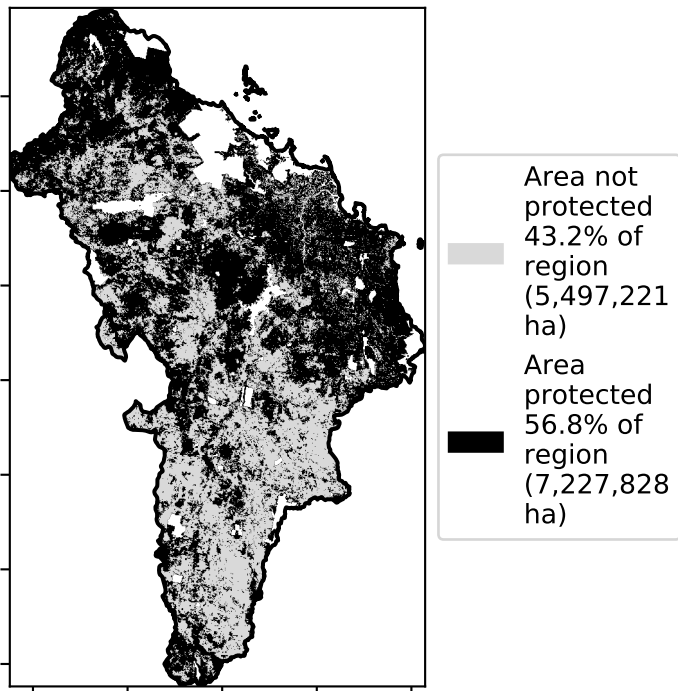 Area not
protected
43.2% of
region
(5,497,221
ha)
Area
protected
56.8% of
region
(7,227,828
ha)